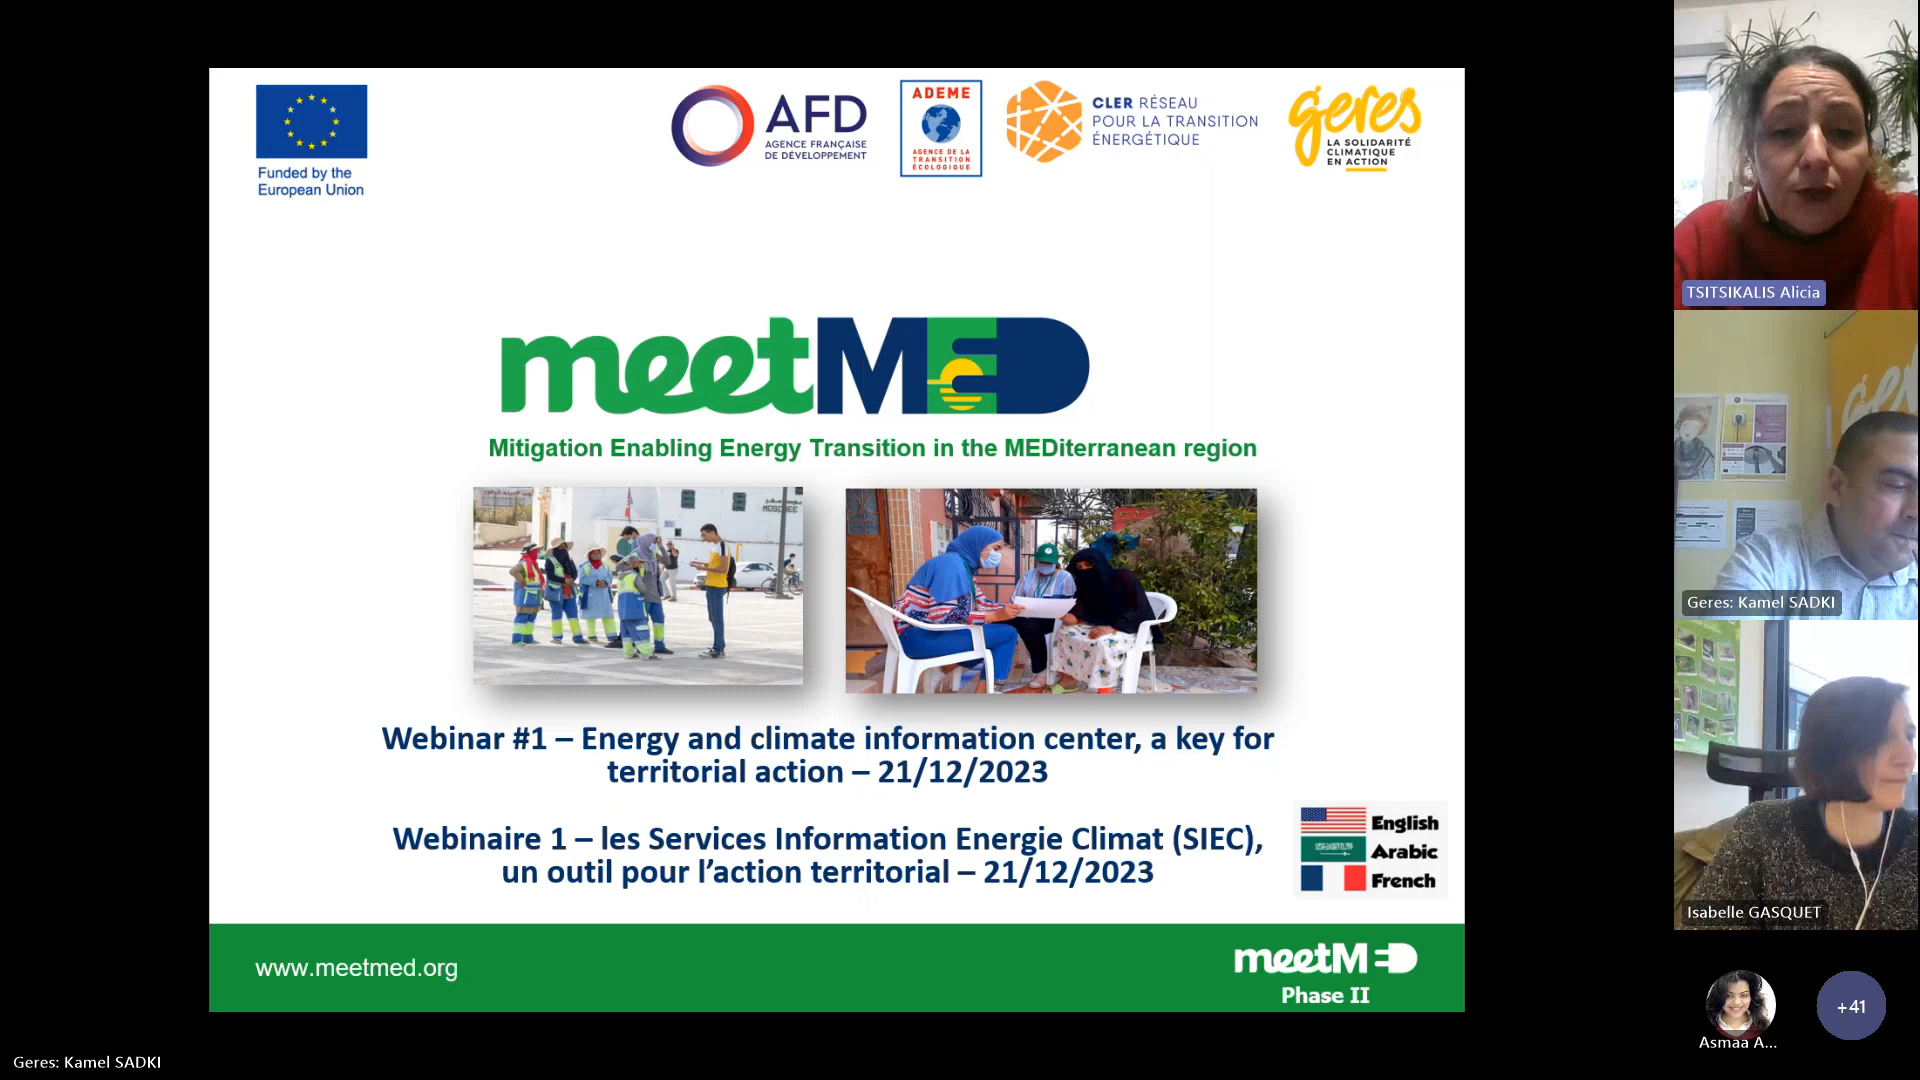 Funded by the
European Union
AFD
AGENCE FRANÇAISE
DE DÉVELOPPEMENT
ADEME
AGENCE DE LA
TRANSITION
ÉCOLOGIQUE
CLER RÉSEAU
POUR LA TRANSITION
ÉNERGÉTIQUE
geres
LA SOLIDARITÉ
CLIMATIQUE
EN ACTION
meetMED
Mitigation Enabling Energy Transition in the MEDiterranean region
MOSQUEE
Webinar #1 – Energy and climate information center, a key for
territorial action – 21/12/2023
Webinaire 1 – les Services Information Energie Climat (SIEC),
un outil pour l’action territorial – 21/12/2023
English
Arabic
French
www.meetmed.org
meetMED
Phase II
TSITSIKALIS Alicia
Geres: Kamel SADKI
Isabelle GASQUET
Asmaa A...
+41
Geres: Kamel SADKI